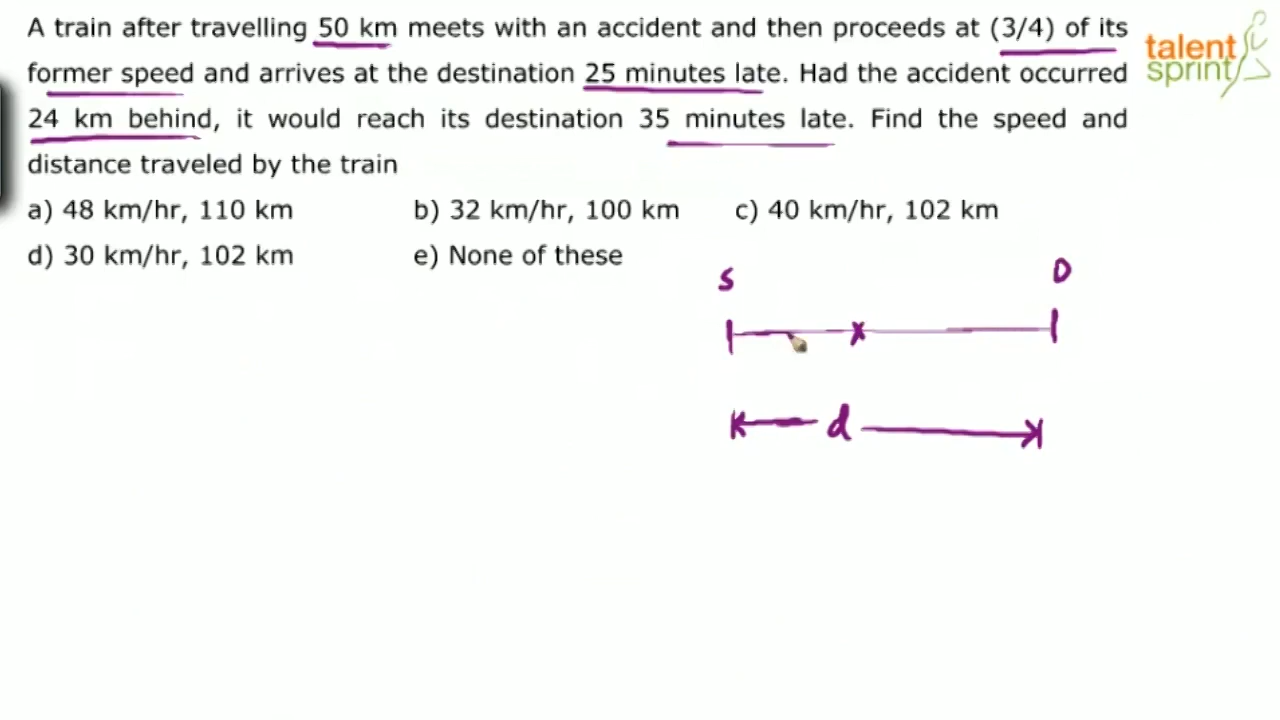 A train after travelling 50 km meets with an accident and then proceeds at (3/4) of its
former speed and arrives at the destination 25 minutes late. Had the accident occurred
24 km behind, it would reach its destination 35 minutes late. Find the speed and
distance traveled by the train
a) 48 km/hr, 110 km b) 32 km/hr, 100 km c) 40 km/hr, 102 km
d) 30 km/hr, 102 km e) None of these
talent
sprint
S D
d